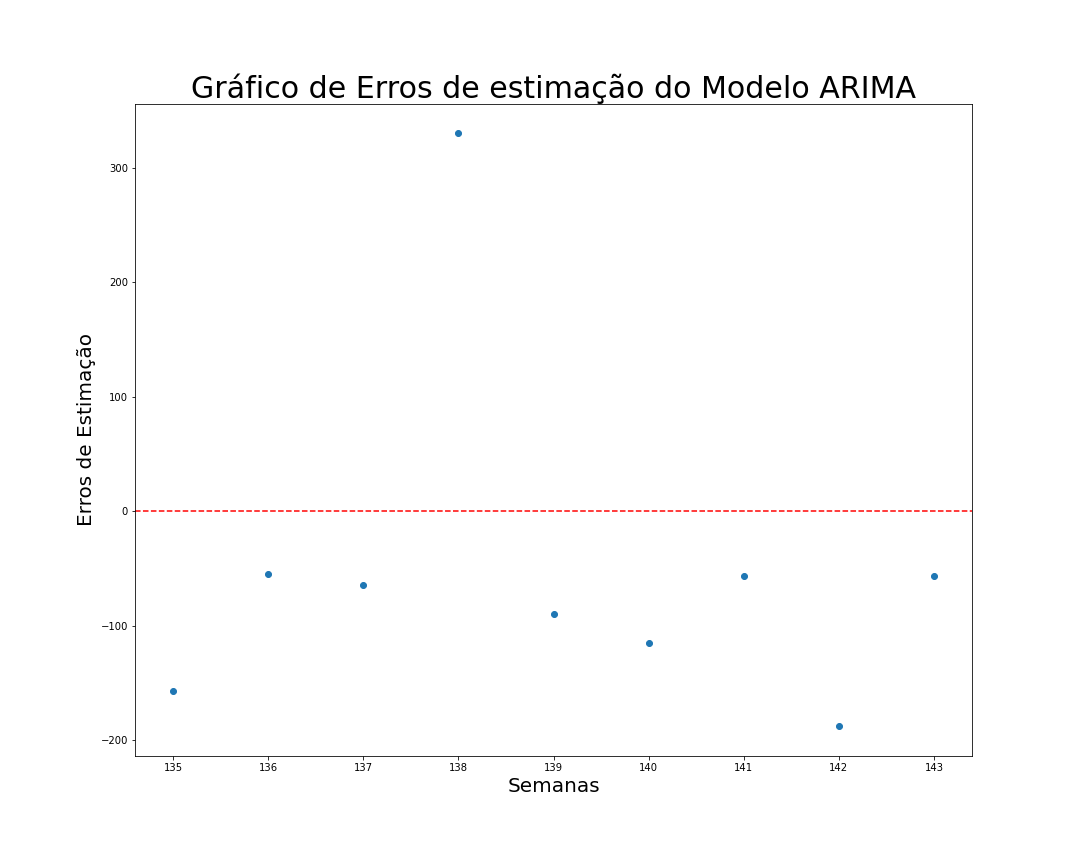 Gráfico de Erros de estimação do Modelo ARIMA
300
200
100
0
−100
−200
Erros de Estimação
135 136 137 138 139 140 141 142 143
Semanas